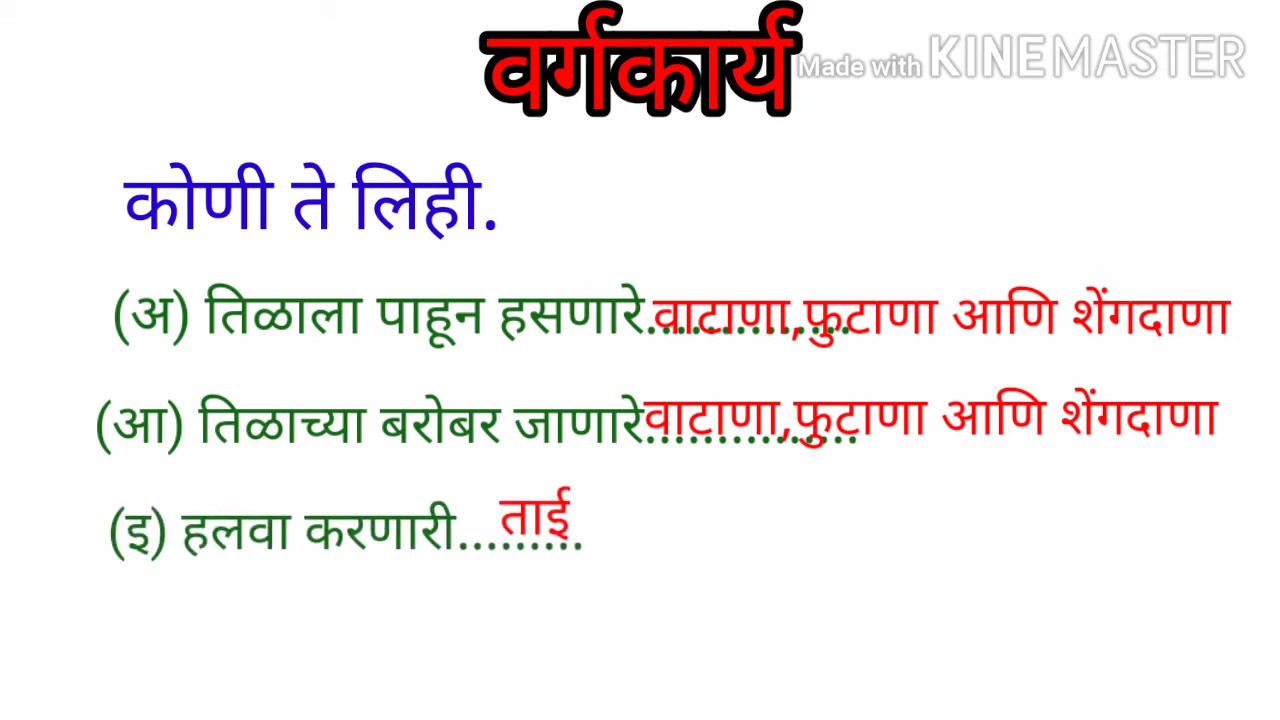 वर्गकार्य
Made with KINEMASTER
कोणी ते लिही.
(अ) तिळाला पाहून हसणारे..............वाटाणा,फुटाणा आणि शेंगदाणा
(आ) तिळाच्या बरोबर जाणारे...............वाटाणा,फुटाणा आणि शेंगदाणा
(इ) हलवा करणारी.........ताई